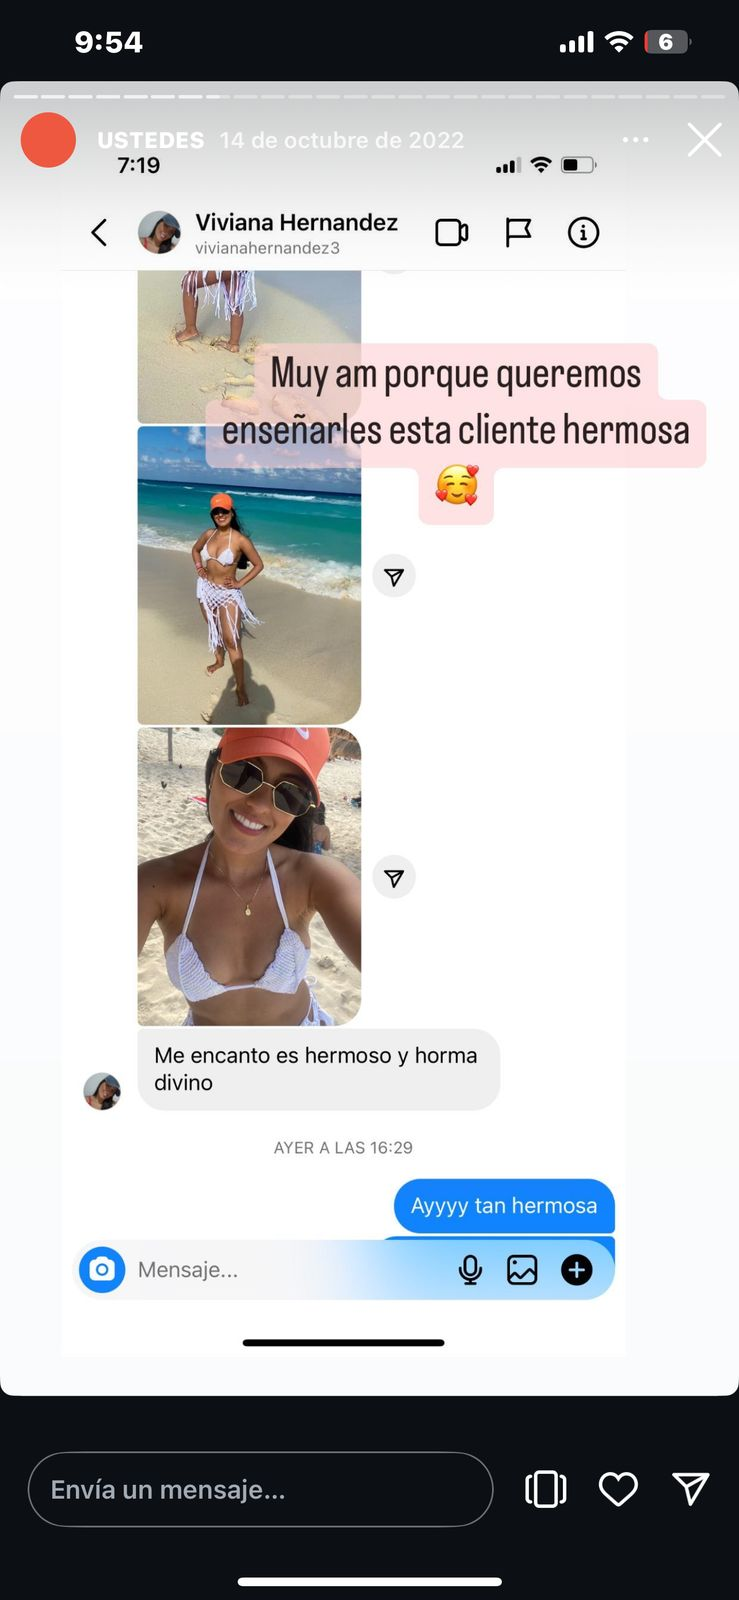 9:54
6
USTEDES 14 de octubre de 2022
7:19
Viviana Hernandez
vivianahernandez3
Muy am porque queremos
enseñarles esta cliente hermosa
Me encanto es hermoso y horma
divino
AYER A LAS 16:29
Ayyyy tan hermosa
Mensaje...
Envía un mensaje...